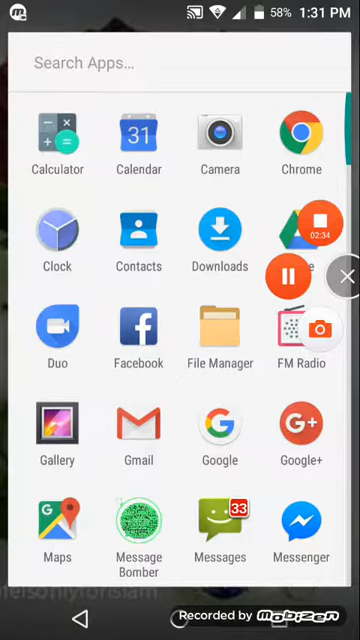 58% 1:31 PM
Search Apps...
31
Calculator Calendar Camera Chrome
02:34
Clock Contacts Downloads
Duo Facebook File Manager FM Radio
Gallery Gmail Google Google+
33
Maps Message Bomber Messages Messenger
Recorded by mobizen